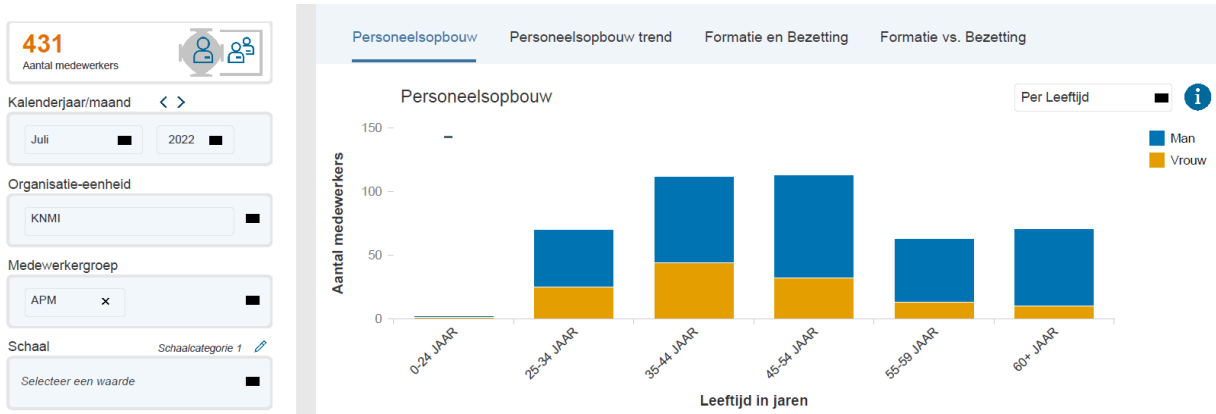 431
Aantal medewerkers
Kalenderjaar/maand
Juli 2022
Organisatie-eenheid
KNMI
Medewerkergroep
APM ×
Schaal Schaalcategorie 1
Selecteer een waarde
Personeelsopbouw Personeelsopbouw trend Formatie en Bezetting Formatie vs. Bezetting
Personeelsopbouw
Per Leeftijd i
Man
Vrouw
Aantal medewerkers
150
100
50
0
0-24 JAAR 25-34 JAAR 35-44 JAAR 45-54 JAAR 55-59 JAAR 60+ JAAR
Leeftijd in jaren